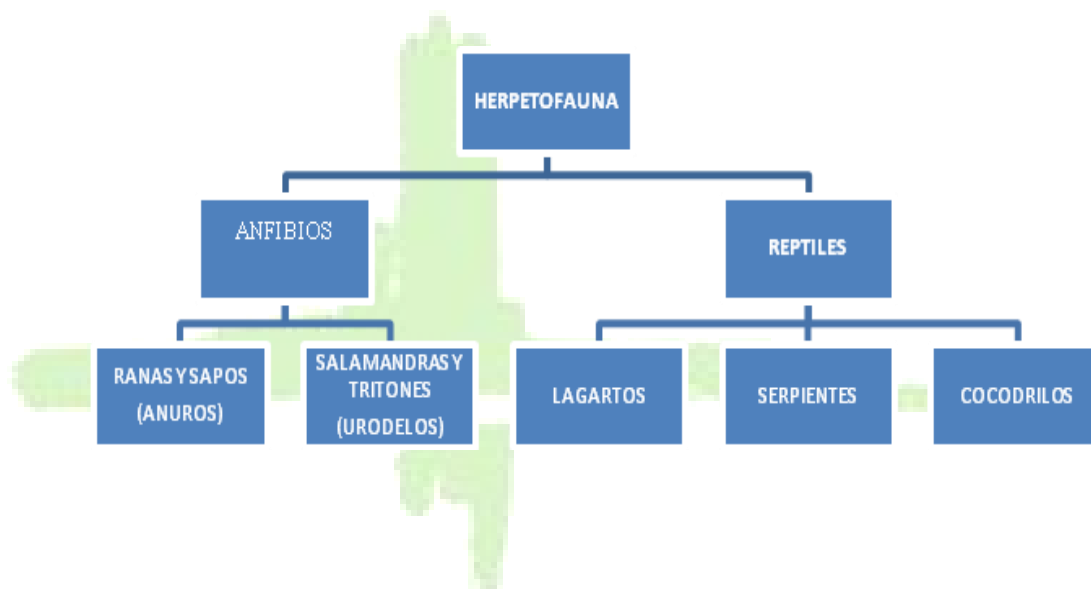 HERPETOFAUNA
ANFIBIOS
REPTILES
RANAS Y SAPOS
(ANUROS)
SALAMANDRAS Y
TRITONES
(URODELOS)
LAGARTOS
SERPIENTES
COCODRILOS